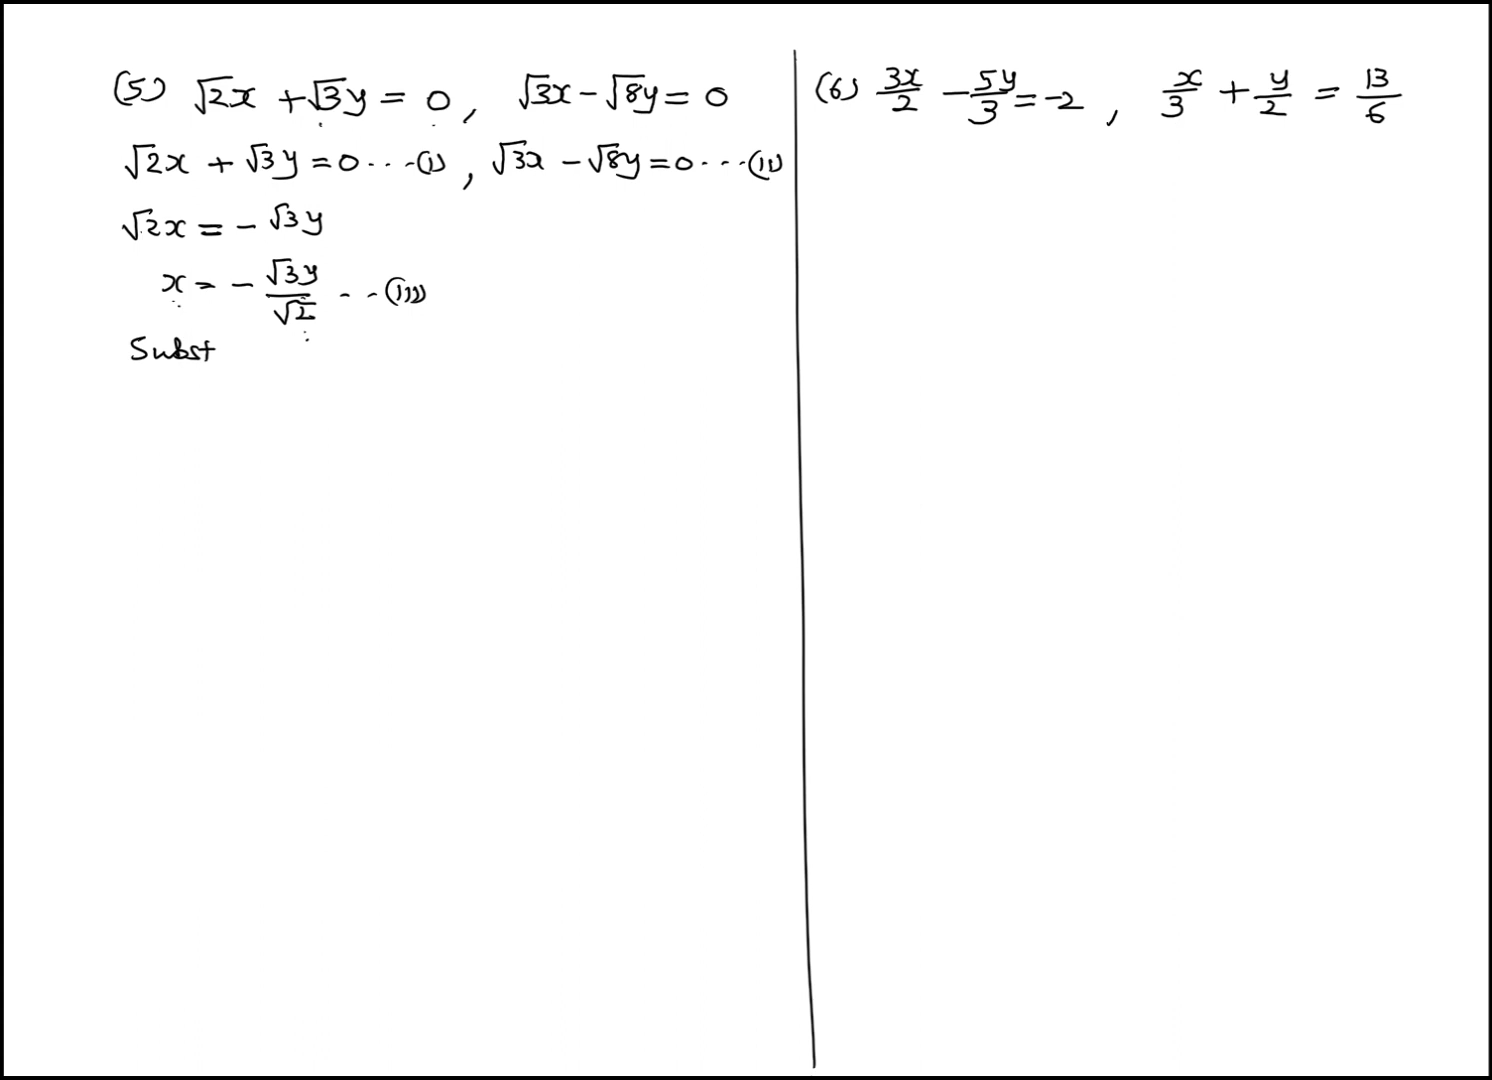 (5) √2x + √3y = 0 , √3x - √8y = 0
√2x + √3y = 0 ... (i) , √3x - √8y = 0 ... (ii)
√2x = - √3y
x = - √3y/√2 ... (iii)
Subst
(6) 3x/2 - 5y/3 = -2 , x/3 + y/2 = 13/6